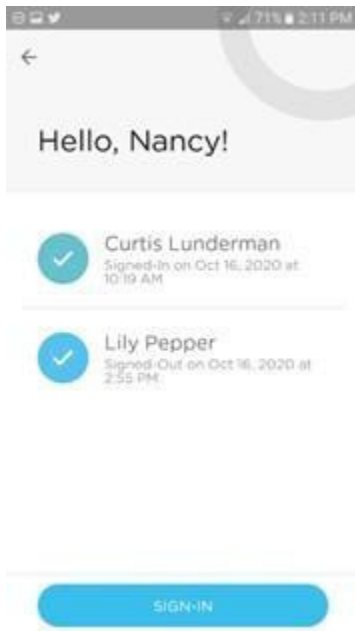 71% 2:11 PM
Hello, Nancy!
Curtis Lunderman
Signed-In on Oct 16, 2020 at
10:19 AM
Lily Pepper
Signed-Out on Oct 16, 2020 at
2:55 PM
SIGN-IN